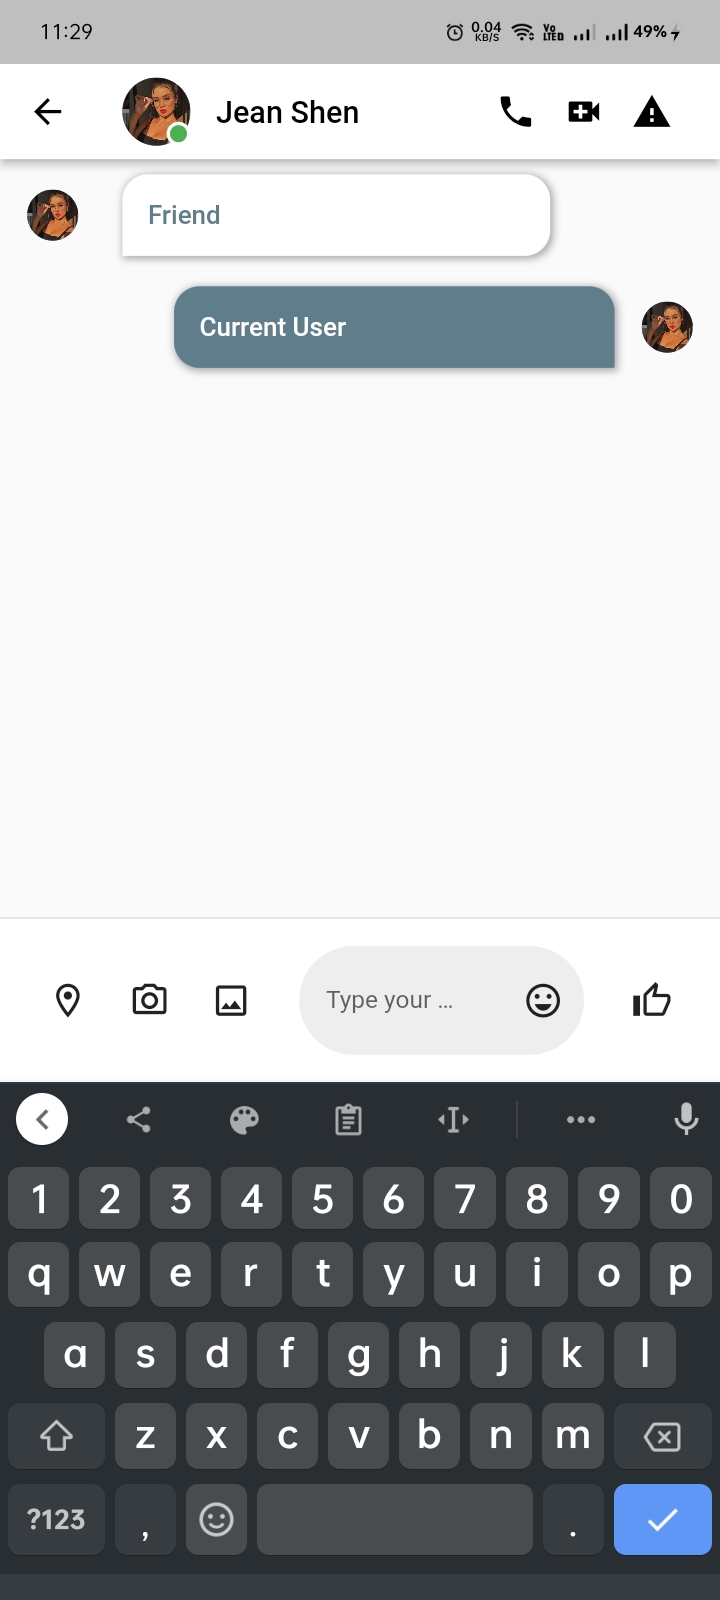 11:29
0.04
KB/S
Vo
LTE
49%
Jean Shen
Friend
Current User
Type your ...
1 2 3 4 5 6 7 8 9 0
q w e r t y u i o p
a s d f g h j k l
z x c v b n m
?123 , .